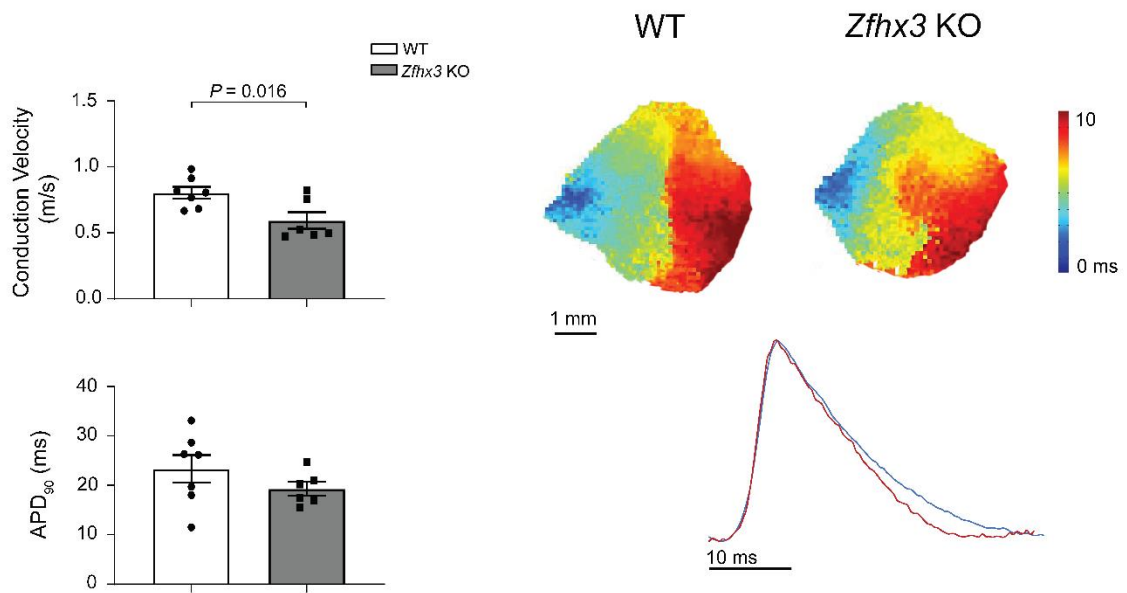 WT
Zfhx3 KO
P = 0.016
Conduction Velocity
(m/s)
1.5
1.0
0.5
0.0
WT
Zfhx3 KO
10
0 ms
1 mm
APD90 (ms)
40
30
20
10
0
10 ms